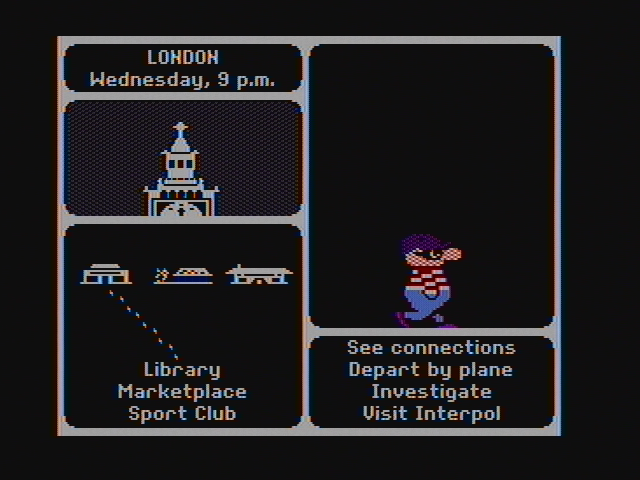 LONDON
Wednesday, 9 p.m.
Library
Marketplace
Sport Club
See connections
Depart by plane
Investigate
Visit Interpol